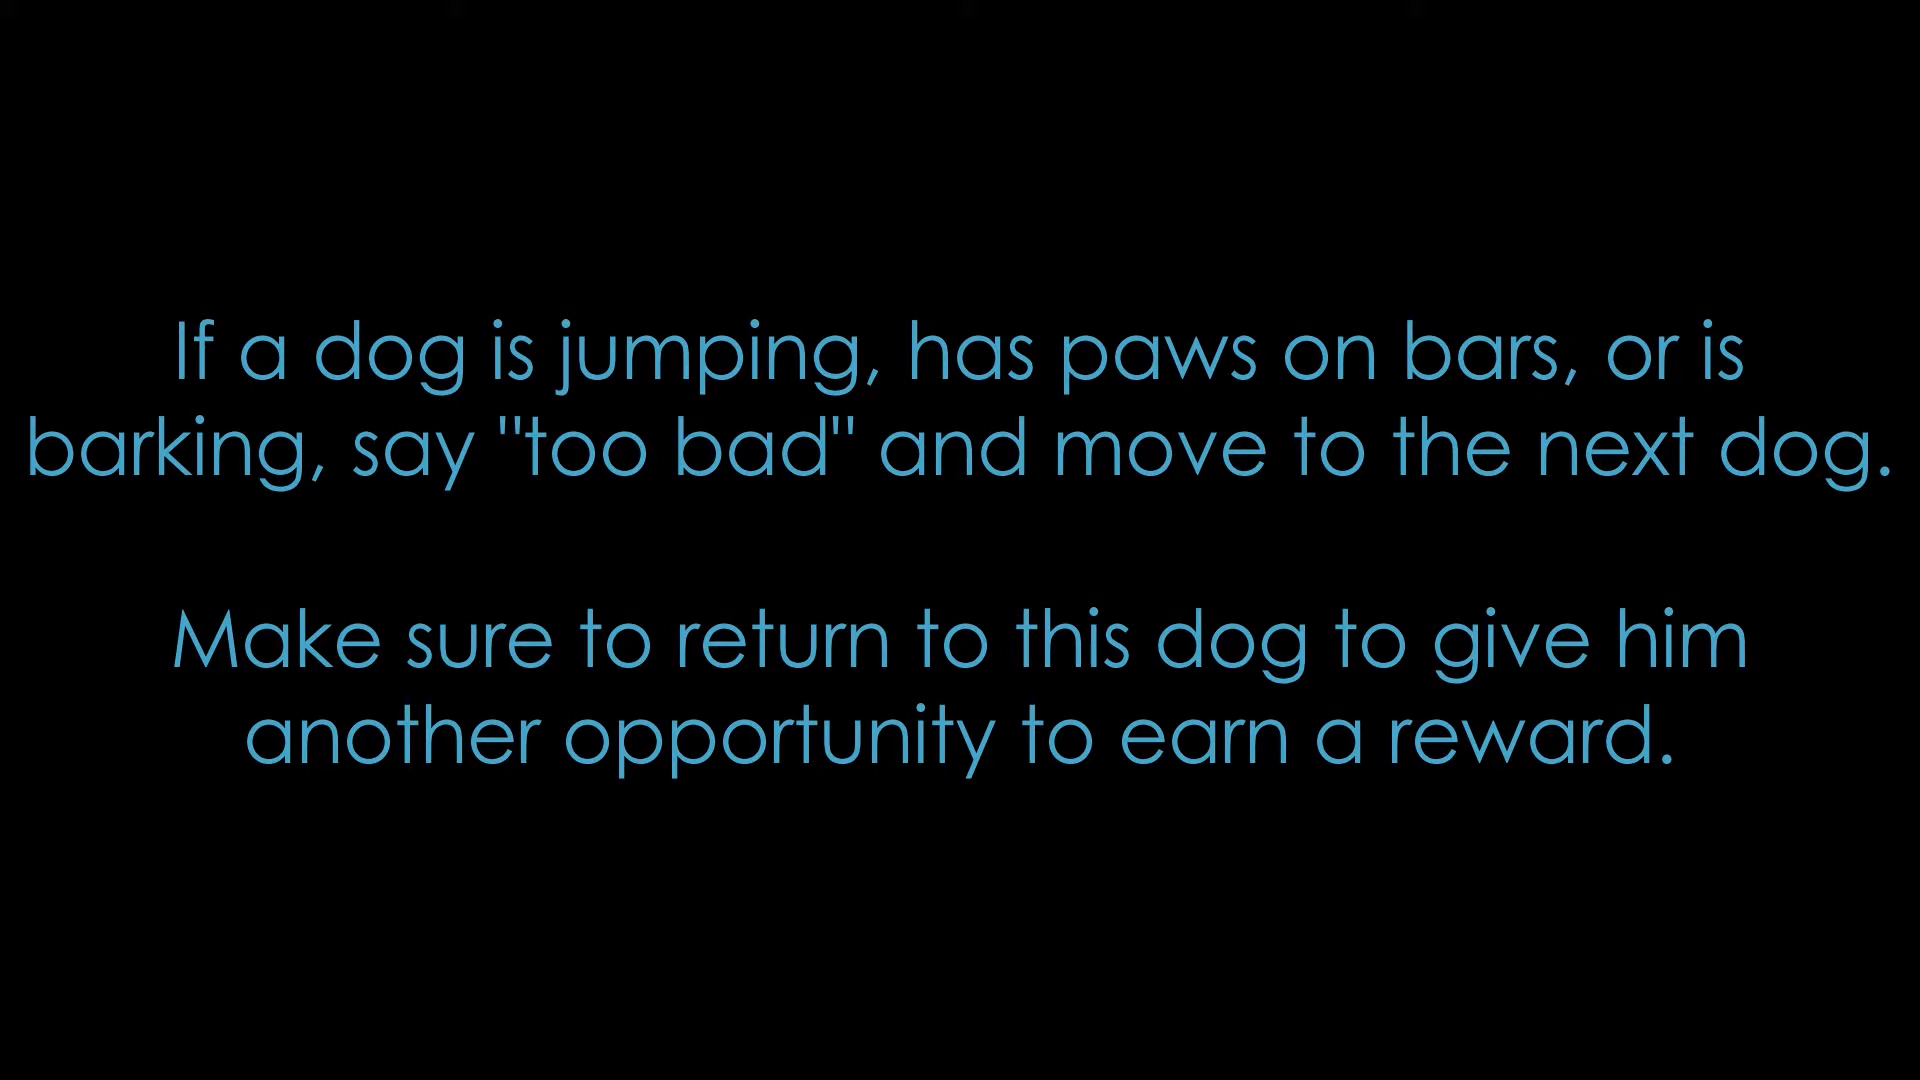 If a dog is jumping, has paws on bars, or is
barking, say "too bad" and move to the next dog.
Make sure to return to this dog to give him
another opportunity to earn a reward.